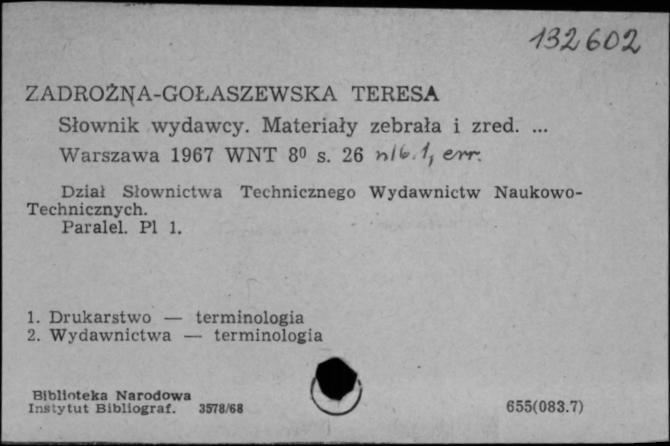 132602
ZADROŻNA-GOŁASZEWSKA TERESA
Słownik wydawcy. Materiały zebrała i zred. ...
Warszawa 1967 WNT 8⁰ s. 26 nlb. 1, err.
Dział Słownictwa Technicznego Wydawnictw Naukowo-
Technicznych.
Paralel. Pl 1.
1. Drukarstwo — terminologia
2. Wydawnictwa — terminologia
Biblioteka Narodowa
Instytut Bibliograf. 3578/68
655(083.7)